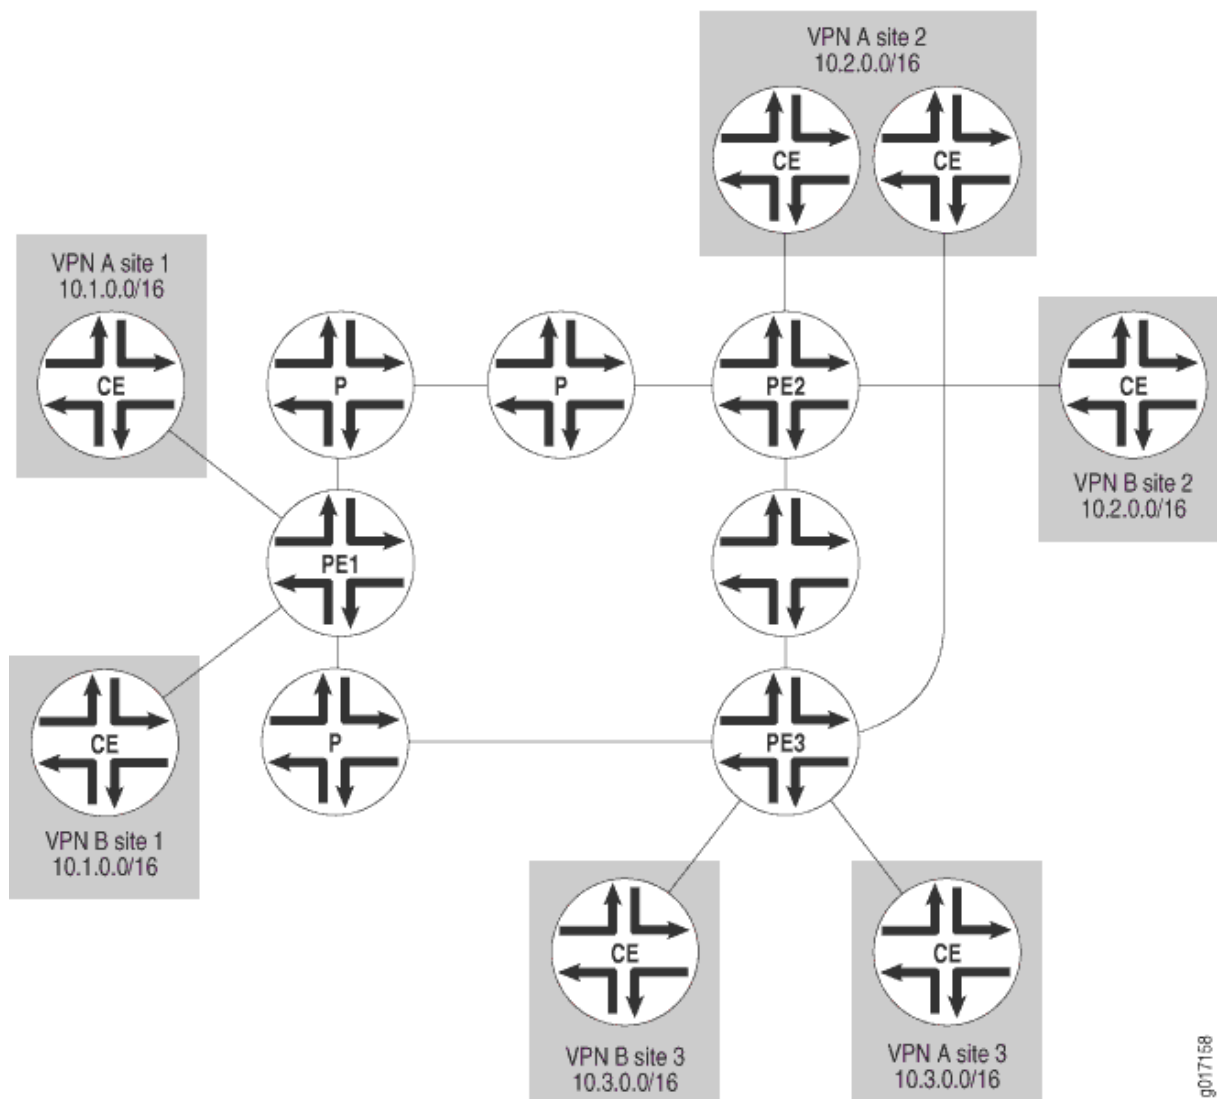 VPN A site 2
10.2.0.0/16
CE
CE
VPN A site 1
10.1.0.0/16
CE
P
P
PE2
CE
VPN B site 2
10.2.0.0/16
PE1
CE
VPN B site 1
10.1.0.0/16
P
PE3
CE
VPN B site 3
10.3.0.0/16
CE
VPN A site 3
10.3.0.0/16
g017158